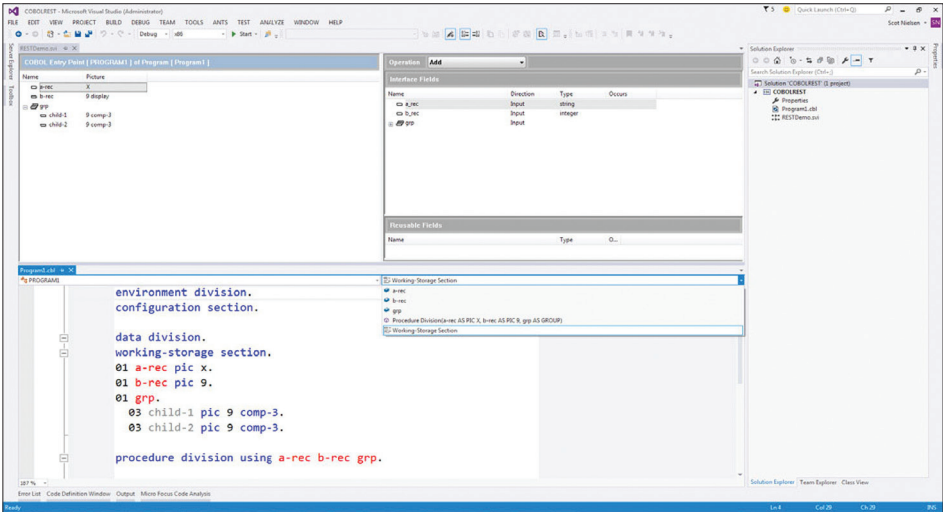 COBOLREST - Microsoft Visual Studio (Administrator)
5 Quick Launch (Ctrl+Q)
FILE EDIT VIEW PROJECT BUILD DEBUG TEAM TOOLS ANTS TEST ANALYZE WINDOW HELP
Scot Nielsen SN
Debug x86 Start
Server Explorer
Toolbox
Properties
RESTDemo.svi
COBOL Entry Point [ PROGRAM1 ] of Program [ Program1 ]
Name Picture
a-rec X
b-rec 9 display
grp
child-1 9 comp-3
child-2 9 comp-3
Operation Add
Interface Fields
Name Direction Type Occurs
a_rec Input string
b_rec Input integer
grp Input
Reusable Fields
Name Type O...
Solution Explorer
Search Solution Explorer (Ctrl+;)
Solution 'COBOLREST' (1 project)
COBOLREST
Properties
Program1.cbl
RESTDemo.svi
Program1.cbl
PROGRAM1
Working-Storage Section
a-rec
b-rec
grp
Procedure Division(a-rec AS PIC X, b-rec AS PIC 9, grp AS GROUP)
Working-Storage Section
environment division.
configuration section.
data division.
working-storage section.
01 a-rec pic x.
01 b-rec pic 9.
01 grp.
03 child-1 pic 9 comp-3.
03 child-2 pic 9 comp-3.
procedure division using a-rec b-rec grp.
Error List Code Definition Window Output Micro Focus Code Analysis
Solution Explorer Team Explorer Class View
Ready
Ln 4 Col 29 Ch 29 INS